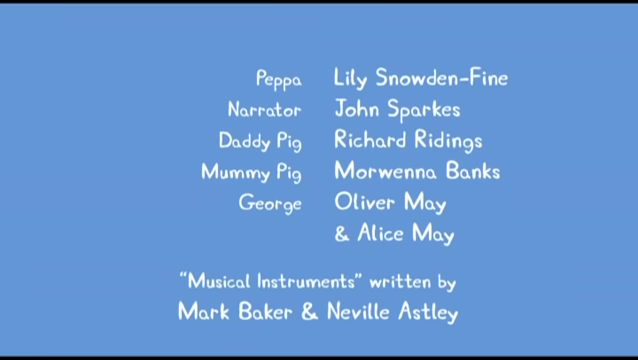 Peppa Lily Snowden-Fine
Narrator John Sparkes
Daddy Pig Richard Ridings
Mummy Pig Morwenna Banks
George Oliver May
& Alice May
"Musical Instruments" written by
Mark Baker & Neville Astley